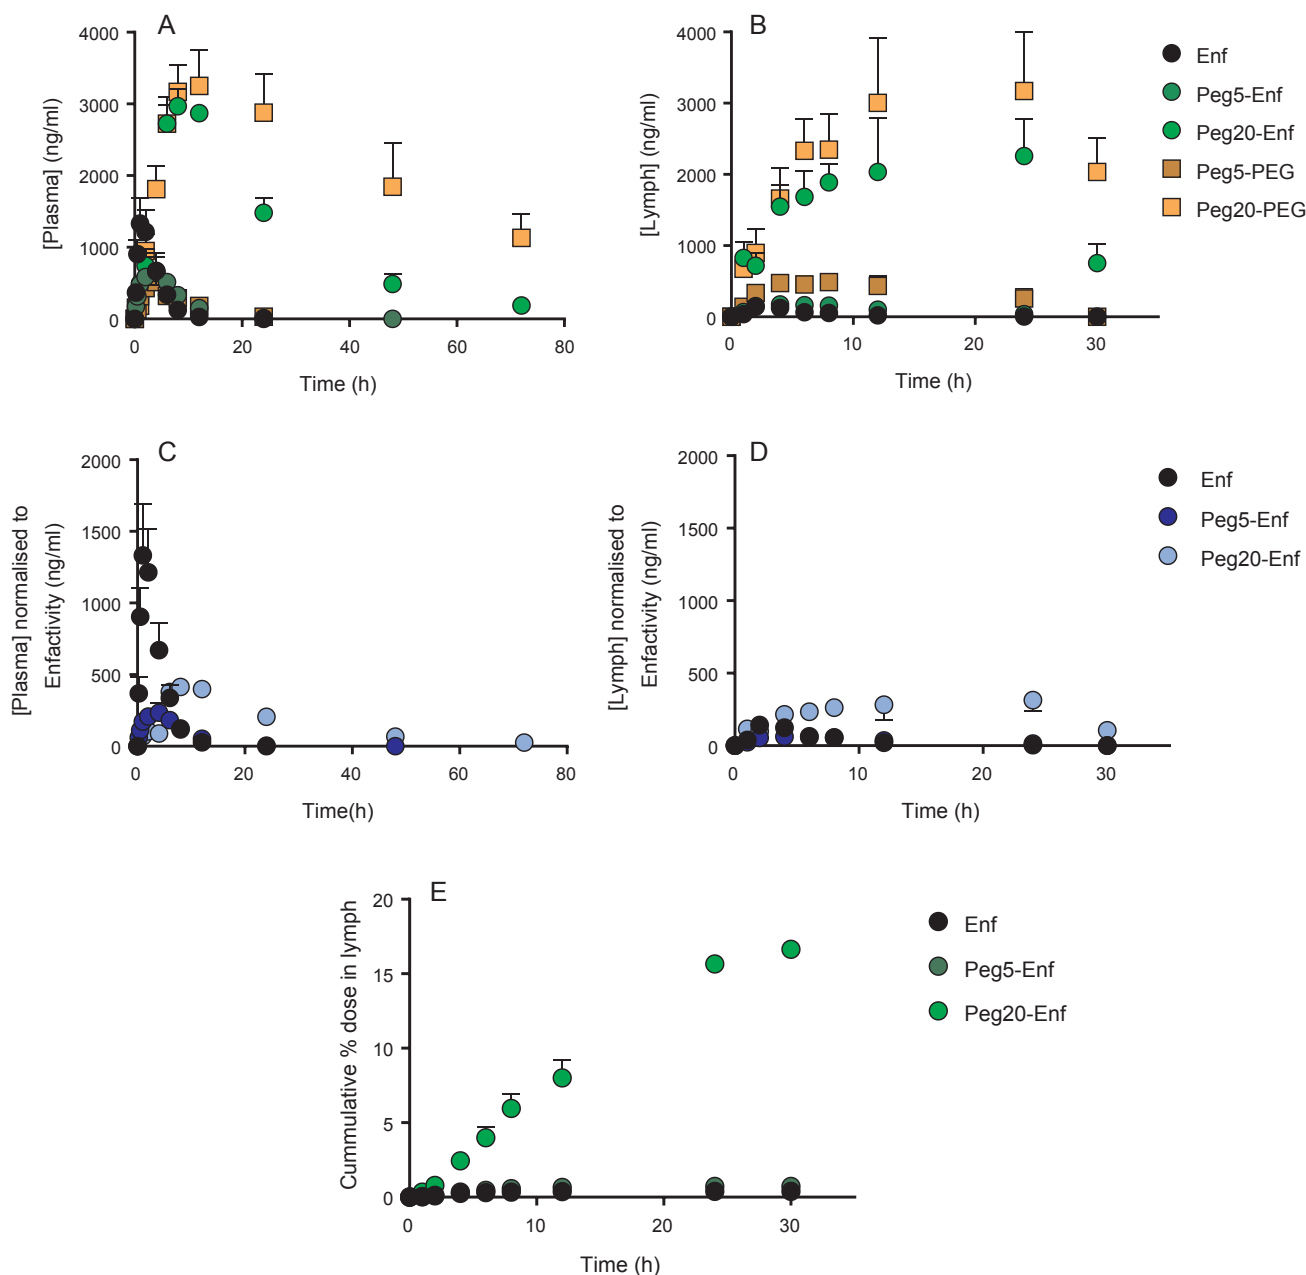 A
[Plasma] (ng/ml)
4000
3000
2000
1000
0
0 20 40 60 80
Time (h)
B
[Lymph] (ng/ml)
4000
3000
2000
1000
0
0 10 20 30
Time (h)
Enf
Peg5-Enf
Peg20-Enf
Peg5-PEG
Peg20-PEG
C
[Plasma] normalised to
Enfactivity (ng/ml)
2000
1500
1000
500
0
0 20 40 60 80
Time(h)
D
[Lymph] normalised to
Enfactivity (ng/ml)
2000
1500
1000
500
0
0 10 20 30
Time (h)
Enf
Peg5-Enf
Peg20-Enf
E
Cummulative % dose in lymph
20
15
10
5
0
0 10 20 30
Time (h)
Enf
Peg5-Enf
Peg20-Enf